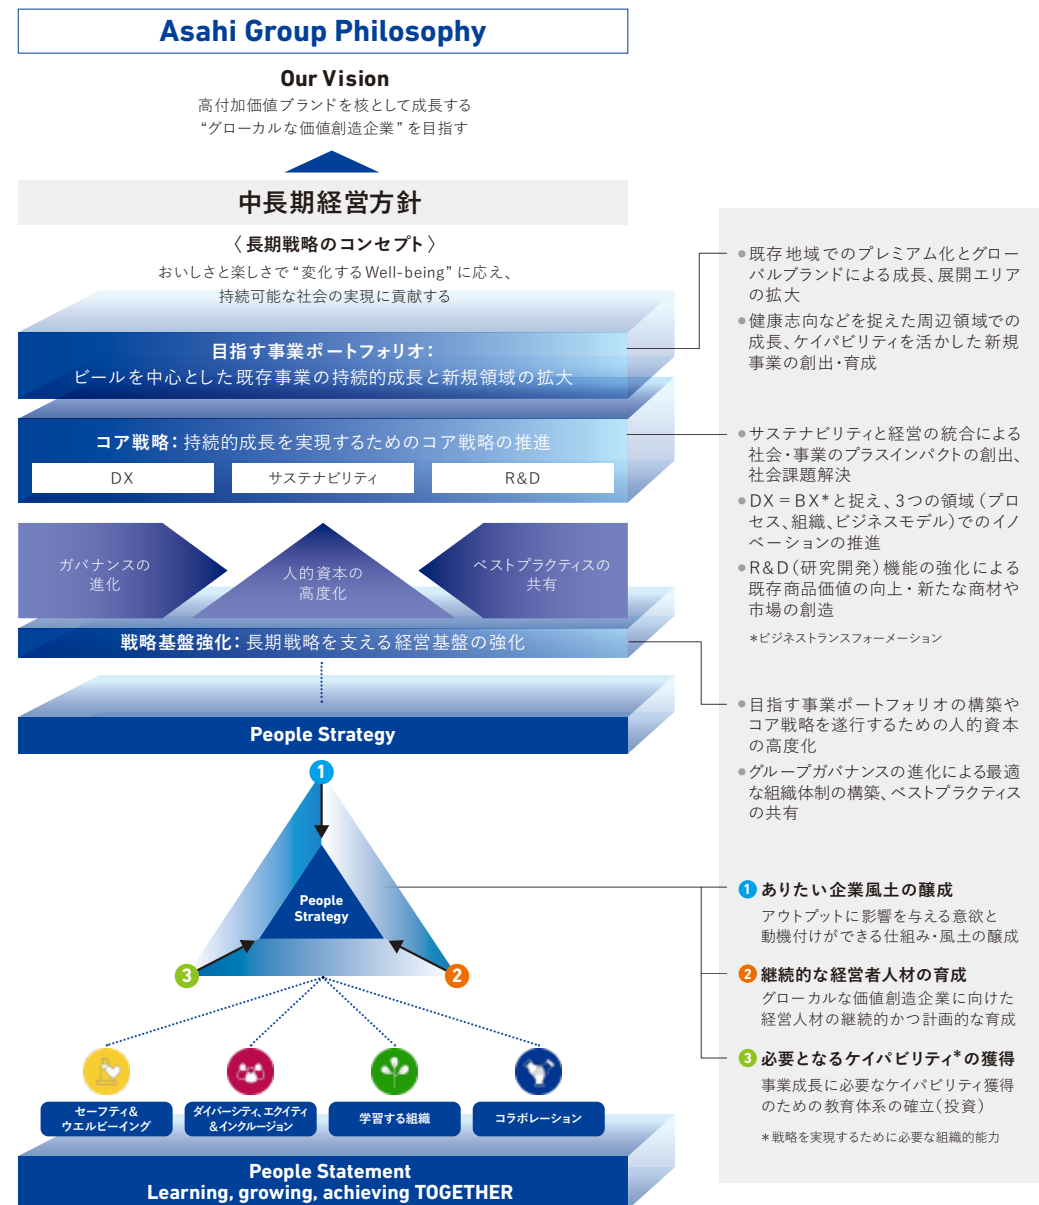 Asahi Group Philosophy
Our Vision
高付加価値ブランドを核として成長する
“グローカルな価値創造企業”を目指す
中長期経営方針
〈長期戦略のコンセプト〉
おいしさと楽しさで“変化するWell-being”に応え、
持続可能な社会の実現に貢献する
目指す事業ポートフォリオ：
ビールを中心とした既存事業の持続的成長と新規領域の拡大
コア戦略：持続的成長を実現するためのコア戦略の推進
DX
サステナビリティ
R&D
ガバナンスの
進化
人的資本の
高度化
ベストプラクティスの
共有
戦略基盤強化：長期戦略を支える経営基盤の強化
People Strategy
1
People
Strategy
3
2
セーフティ&
ウエルビーイング
ダイバーシティ、エクイティ
&インクルージョン
学習する組織
コラボレーション
People Statement
Learning, growing, achieving TOGETHER
●既存地域でのプレミアム化とグロー
バルブランドによる成長、展開エリア
の拡大
●健康志向などを捉えた周辺領域での
成長、ケイパビリティを活かした新規
事業の創出・育成
●サステナビリティと経営の統合による
社会・事業のプラスインパクトの創出、
社会課題解決
●DX＝BX*と捉え、3つの領域（プロ
セス、組織、ビジネスモデル）でのイノ
ベーションの推進
●R&D（研究開発）機能の強化による
既存商品価値の向上・新たな商材や
市場の創造
*ビジネストランスフォーメーション
●目指す事業ポートフォリオの構築や
コア戦略を遂行するための人的資本
の高度化
●グループガバナンスの進化による最適
な組織体制の構築、ベストプラクティス
の共有
1 ありたい企業風土の醸成
アウトプットに影響を与える意欲と
動機付けができる仕組み・風土の醸成
2 継続的な経営者人材の育成
グローカルな価値創造企業に向けた
経営人材の継続的かつ計画的な育成
3 必要となるケイパビリティ*の獲得
事業成長に必要なケイパビリティ獲得
のための教育体系の確立（投資）
*戦略を実現するために必要な組織的能力